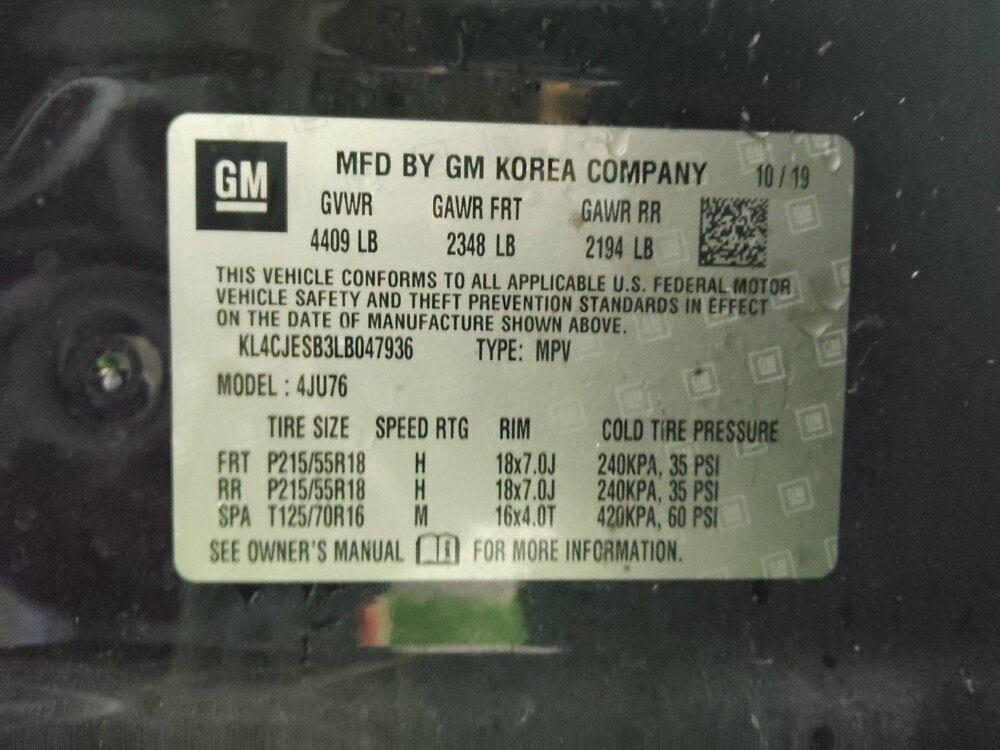 GM
MFD BY GM KOREA COMPANY 10 / 19
GVWR GAWR FRT GAWR RR
4409 LB 2348 LB 2194 LB
THIS VEHICLE CONFORMS TO ALL APPLICABLE U.S. FEDERAL MOTOR
VEHICLE SAFETY AND THEFT PREVENTION STANDARDS IN EFFECT
ON THE DATE OF MANUFACTURE SHOWN ABOVE.
KL4CJESB3LB047936 TYPE: MPV
MODEL : 4JU76
TIRE SIZE SPEED RTG RIM COLD TIRE PRESSURE
FRT P215/55R18 H 18x7.0J 240KPA, 35 PSI
RR P215/55R18 H 18x7.0J 240KPA, 35 PSI
SPA T125/70R16 M 16x4.0T 420KPA, 60 PSI
SEE OWNER'S MANUAL FOR MORE INFORMATION.